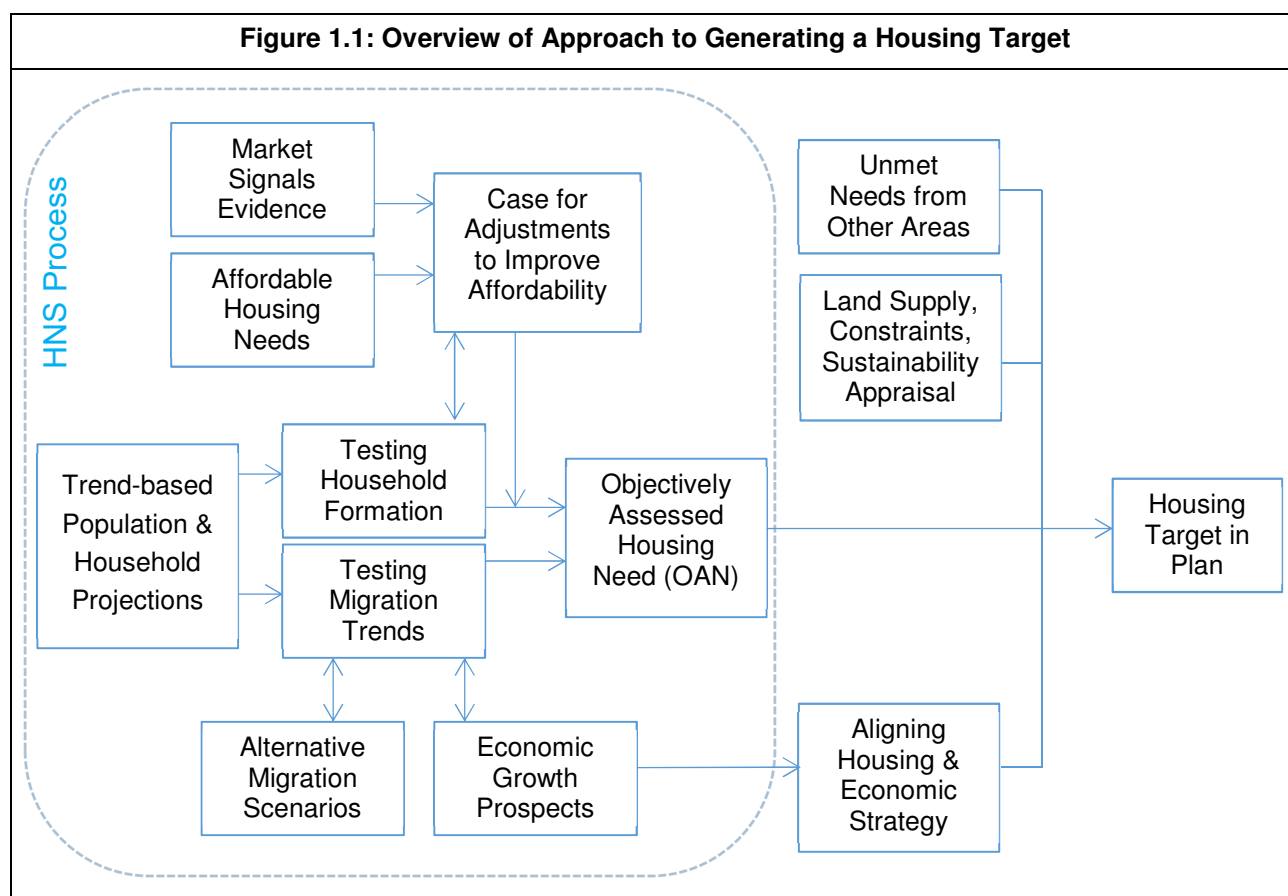 Figure 1.1: Overview of Approach to Generating a Housing Target
HNS Process
Market
Signals
Evidence
Affordable
Housing
Needs
Case for
Adjustments
to Improve
Affordability
Unmet
Needs from
Other Areas
Land Supply,
Constraints,
Sustainability
Appraisal
Trend-based
Population &
Household
Projections
Testing
Household
Formation
Testing
Migration
Trends
Objectively
Assessed
Housing
Need (OAN)
Housing
Target in
Plan
Alternative
Migration
Scenarios
Economic
Growth
Prospects
Aligning
Housing &
Economic
Strategy